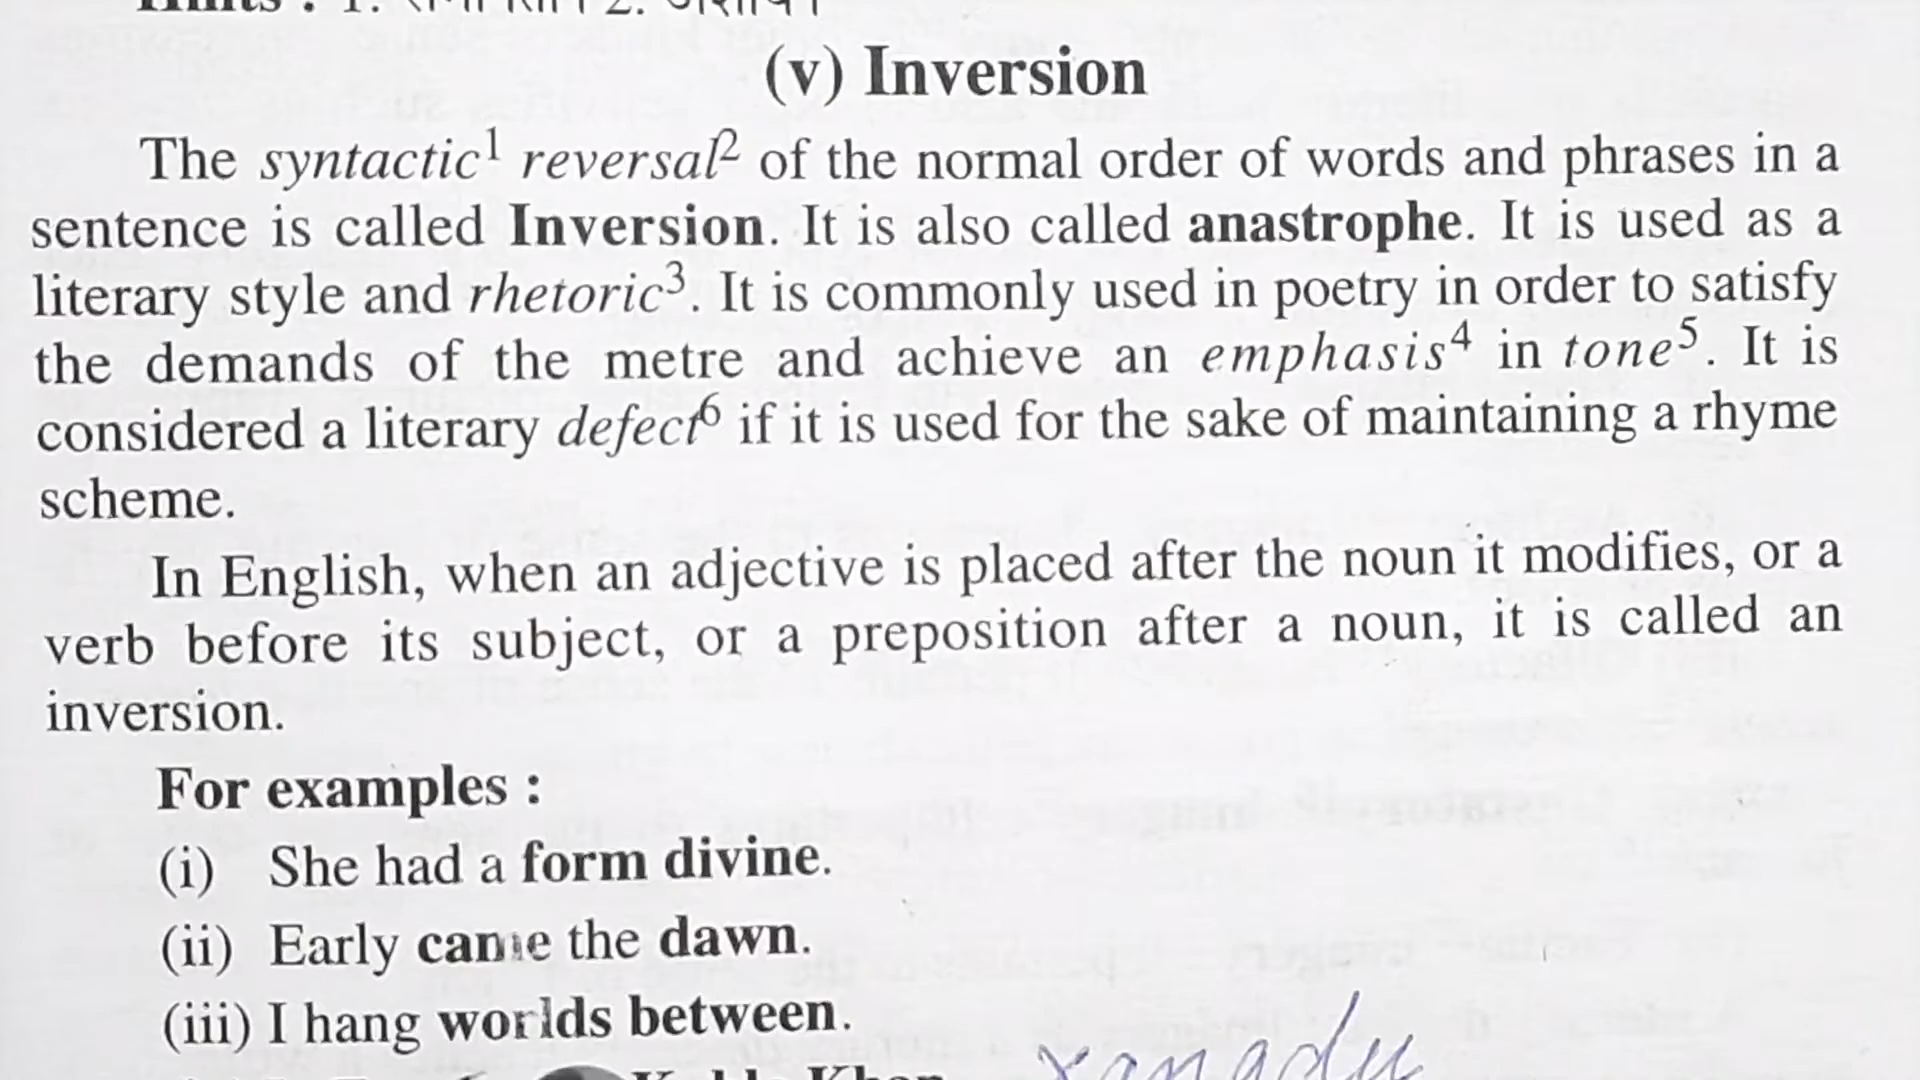 (v) Inversion
The syntactic¹ reversal² of the normal order of words and phrases in a
sentence is called Inversion. It is also called anastrophe. It is used as a
literary style and rhetoric³. It is commonly used in poetry in order to satisfy
the demands of the metre and achieve an emphasis⁴ in tone⁵. It is
considered a literary defect⁶ if it is used for the sake of maintaining a rhyme
scheme.
In English, when an adjective is placed after the noun it modifies, or a
verb before its subject, or a preposition after a noun, it is called an
inversion.
For examples :
(i) She had a form divine.
(ii) Early came the dawn.
(iii) I hang worlds between.
Kubla Khan
xanadu